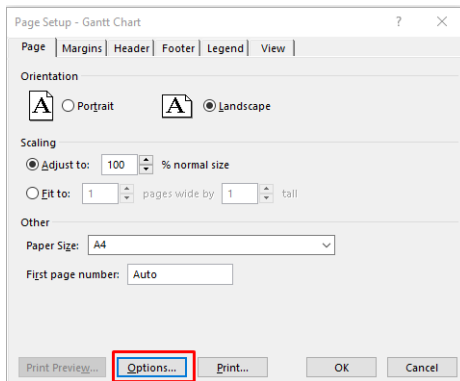 Page Setup - Gantt Chart ? ×
Page Margins Header Footer Legend View
Orientation
A Portrait A Landscape
Scaling
Adjust to: 100 % normal size
Fit to: 1 pages wide by 1 tall
Other
Paper Size: A4
First page number: Auto
Print Preview... Options... Print... OK Cancel